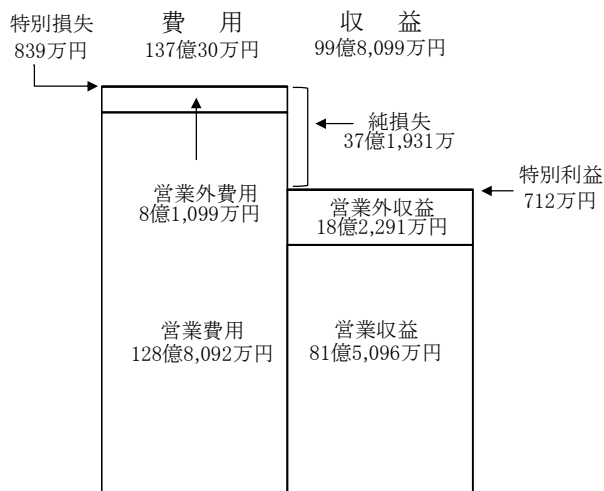 特別損失
839万円
費　用
137億30万円
収　益
99億8,099万円
純損失
37億1,931万
特別利益
712万円
営業外費用
8億1,099万円
営業外収益
18億2,291万円
営業費用
128億8,092万円
営業収益
81億5,096万円